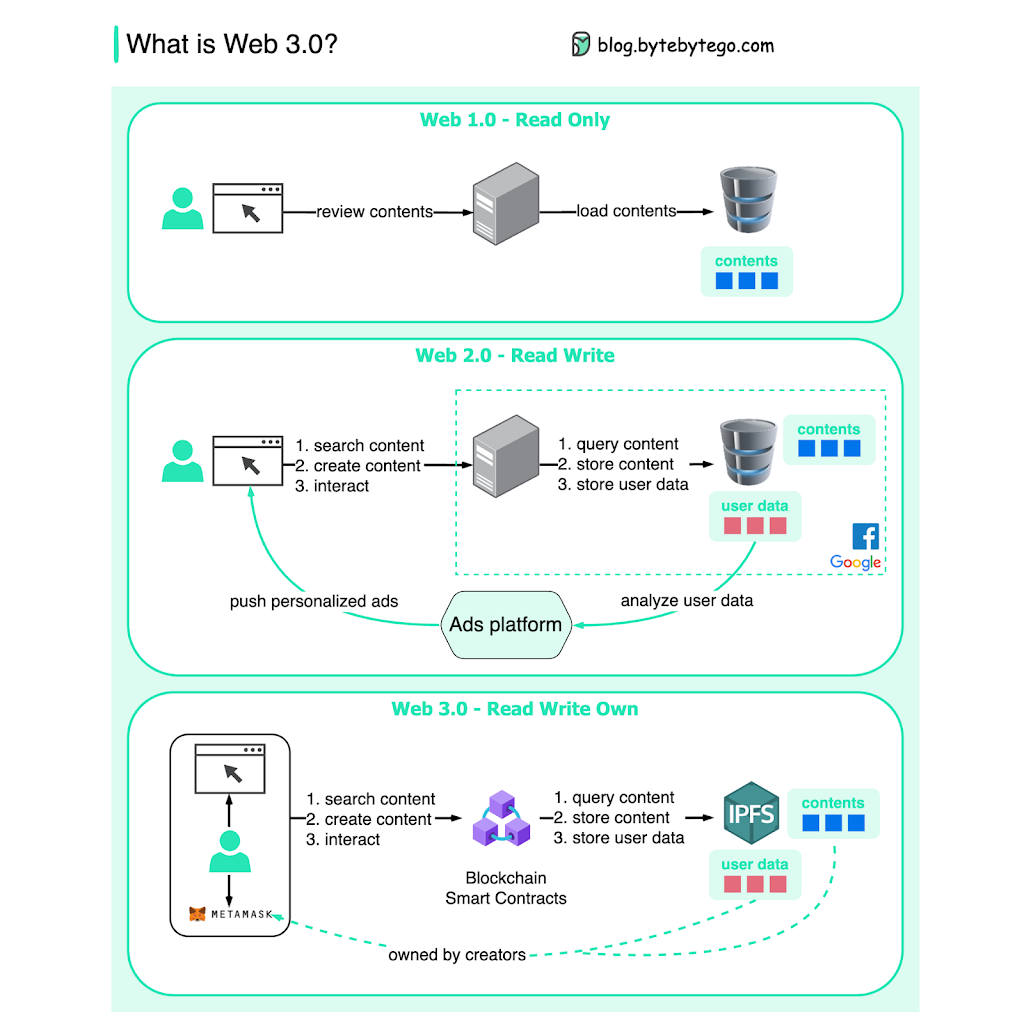 What is Web 3.0?
blog.bytebytego.com
Web 1.0 - Read Only
review contents
load contents
contents
Web 2.0 - Read Write
1. search content
2. create content
3. interact
1. query content
2. store content
3. store user data
contents
user data
Google
push personalized ads
analyze user data
Ads platform
Web 3.0 - Read Write Own
1. search content
2. create content
3. interact
1. query content
2. store content
3. store user data
IPFS
contents
user data
Blockchain
Smart Contracts
METAMASK
owned by creators